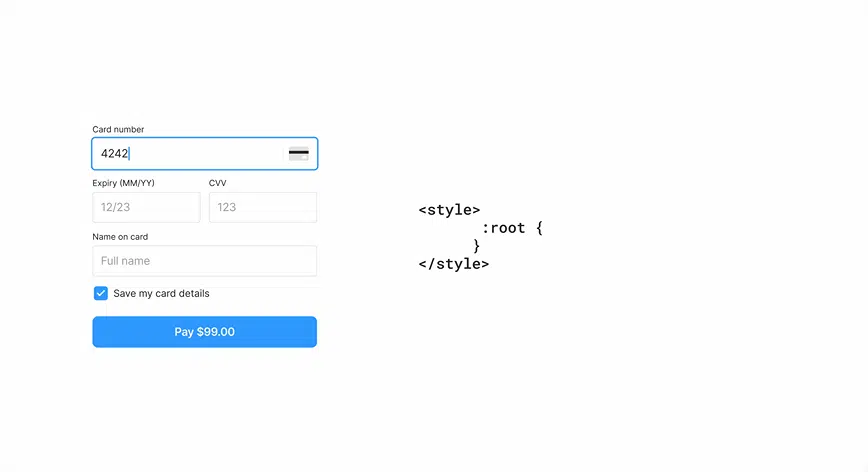 Card number
4242
Expiry (MM/YY) CVV
12/23 123
Name on card
Full name
Save my card details
Pay $99.00
<style>
:root {
}
</style>